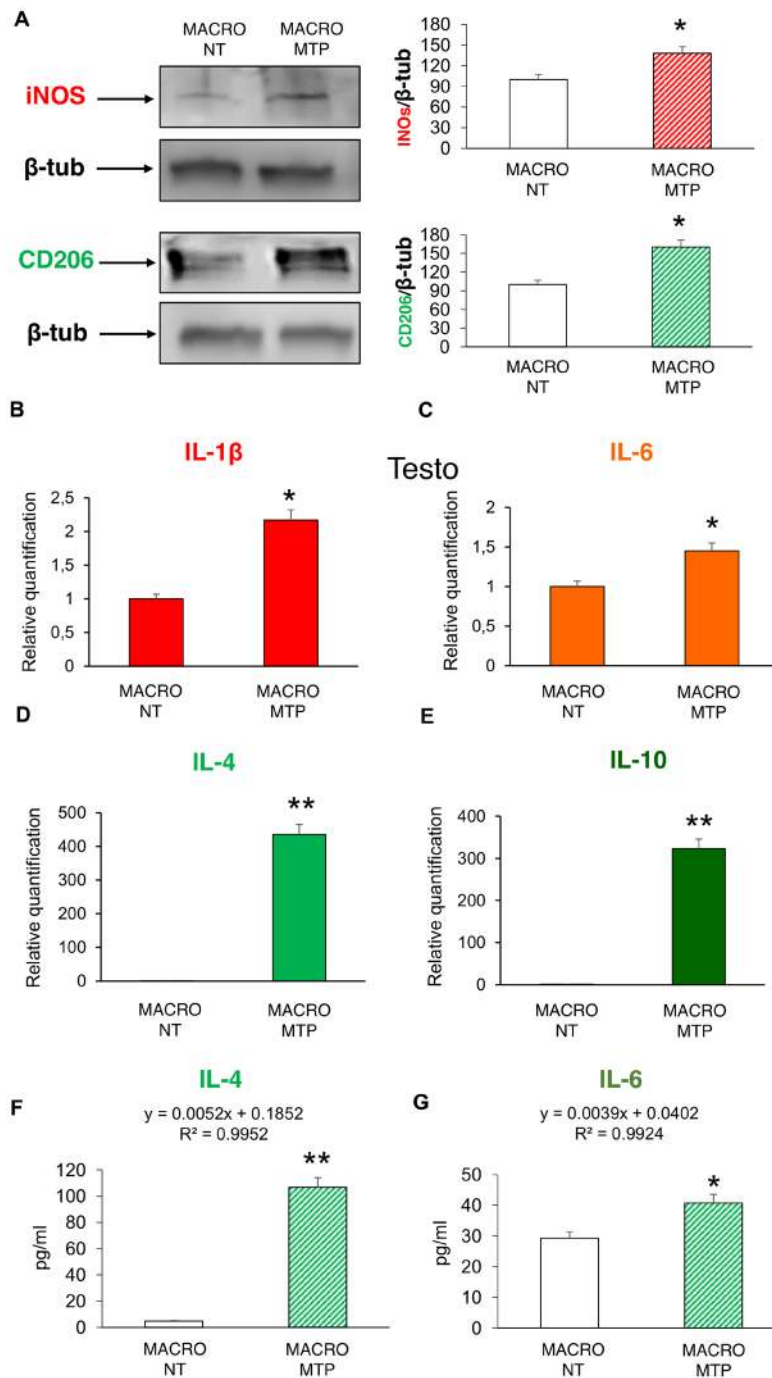 A
MACRO
NT
MACRO
MTP
iNOS
β-tub
CD206
β-tub
iNOs/β-tub
180
150
120
90
60
30
0
*
MACRO
NT
MACRO
MTP
CD206/β-tub
180
150
120
90
60
30
0
*
MACRO
NT
MACRO
MTP
B
IL-1β
Relative quantification
2,5
2
1,5
1
0,5
0
*
MACRO
NT
MACRO
MTP
Testo
C
IL-6
Relative quantification
2
1,5
1
0,5
0
*
MACRO
NT
MACRO
MTP
D
IL-4
Relative quantification
500
400
300
200
100
0
**
MACRO
NT
MACRO
MTP
E
IL-10
Relative quantification
400
300
200
100
0
**
MACRO
NT
MACRO
MTP
F
IL-4
y = 0.0052x + 0.1852
R² = 0.9952
pg/ml
120
100
80
60
40
20
0
**
MACRO
NT
MACRO
MTP
G
IL-6
y = 0.0039x + 0.0402
R² = 0.9924
pg/ml
50
40
30
20
10
0
*
MACRO
NT
MACRO
MTP